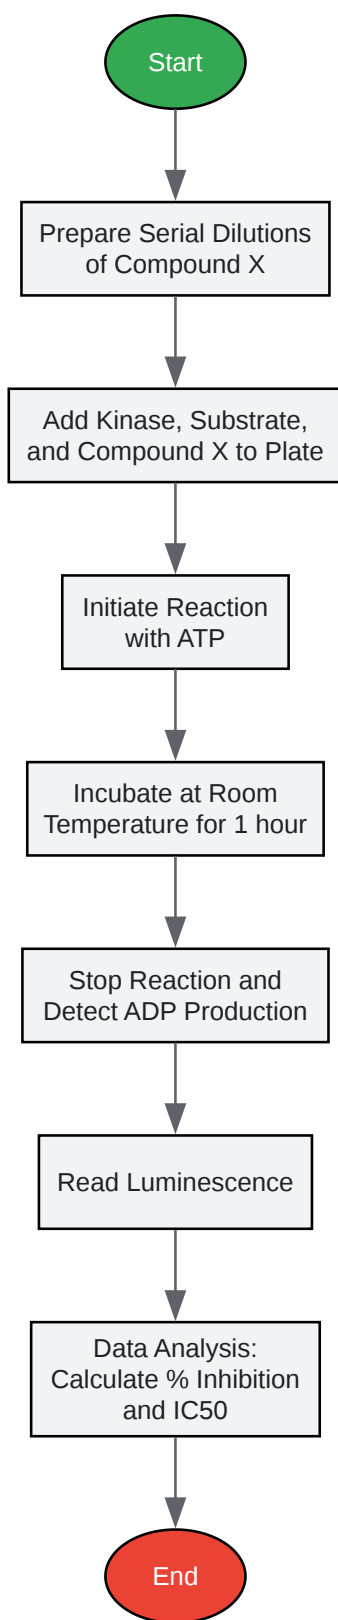 Start
Prepare Serial Dilutions
of Compound X
Add Kinase, Substrate,
and Compound X to Plate
Initiate Reaction
with ATP
Incubate at Room
Temperature for 1 hour
Stop Reaction and
Detect ADP Production
Read Luminescence
Data Analysis:
Calculate % Inhibition
and IC50
End